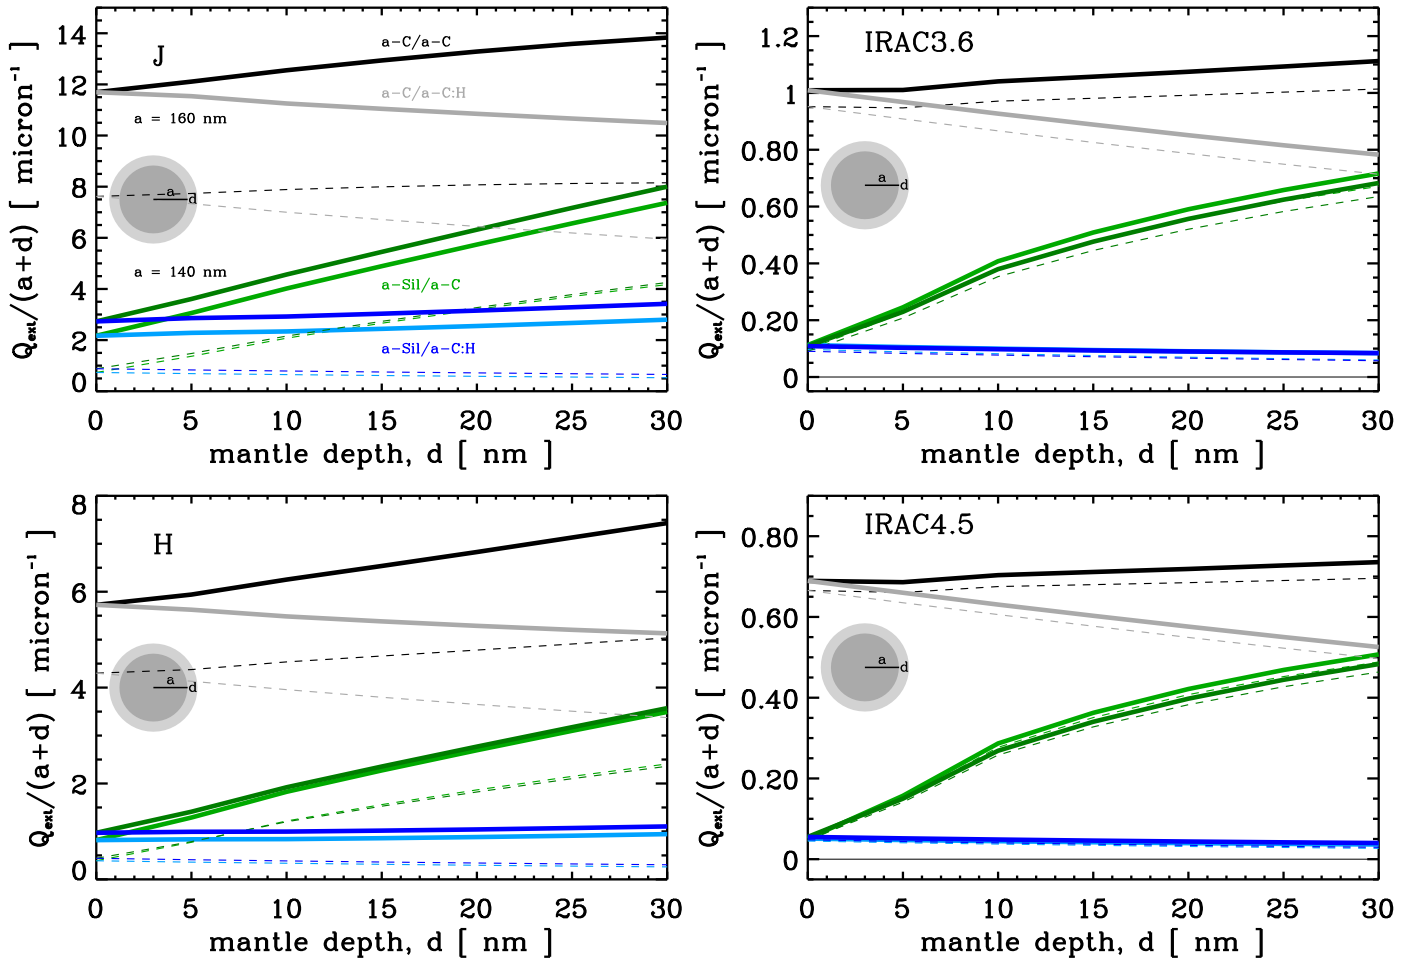 J
a-C/a-C
a-C/a-C:H
a = 160 nm
a
d
a = 140 nm
a-Sil/a-C
a-Sil/a-C:H
14
12
10
8
6
4
2
0
0 5 10 15 20 25 30
mantle depth, d [ nm ]
Qext/(a+d) [ micron⁻¹ ]
IRAC3.6
a
d
1.2
1
0.80
0.60
0.40
0.20
0
0 5 10 15 20 25 30
mantle depth, d [ nm ]
Qext/(a+d) [ micron⁻¹ ]
H
a
d
8
6
4
2
0
0 5 10 15 20 25 30
mantle depth, d [ nm ]
Qext/(a+d) [ micron⁻¹ ]
IRAC4.5
a
d
0.80
0.60
0.40
0.20
0
0 5 10 15 20 25 30
mantle depth, d [ nm ]
Qext/(a+d) [ micron⁻¹ ]